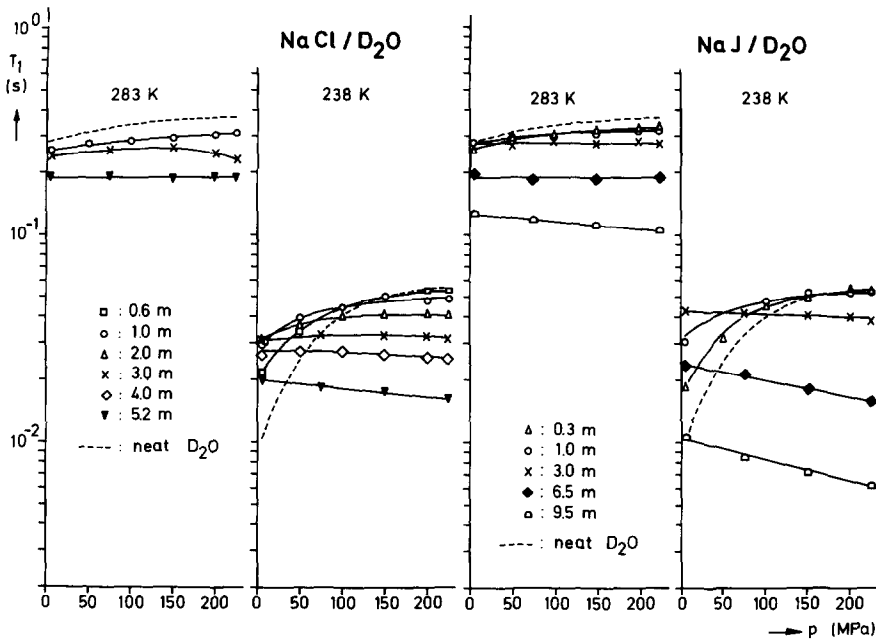 NaCl / D₂O
NaJ / D₂O
T₁
(s)
10⁰
10⁻¹
10⁻²
283 K
238 K
283 K
238 K
□ : 0.6 m
○ : 1.0 m
△ : 2.0 m
× : 3.0 m
◇ : 4.0 m
▼ : 5.2 m
---- : neat D₂O
△ : 0.3 m
○ : 1.0 m
× : 3.0 m
◆ : 6.5 m
⌓ : 9.5 m
---- : neat D₂O
0 50 100 150 200
0 50 100 150 200
0 50 100 150 200
0 50 100 150 200
→ p (MPa)